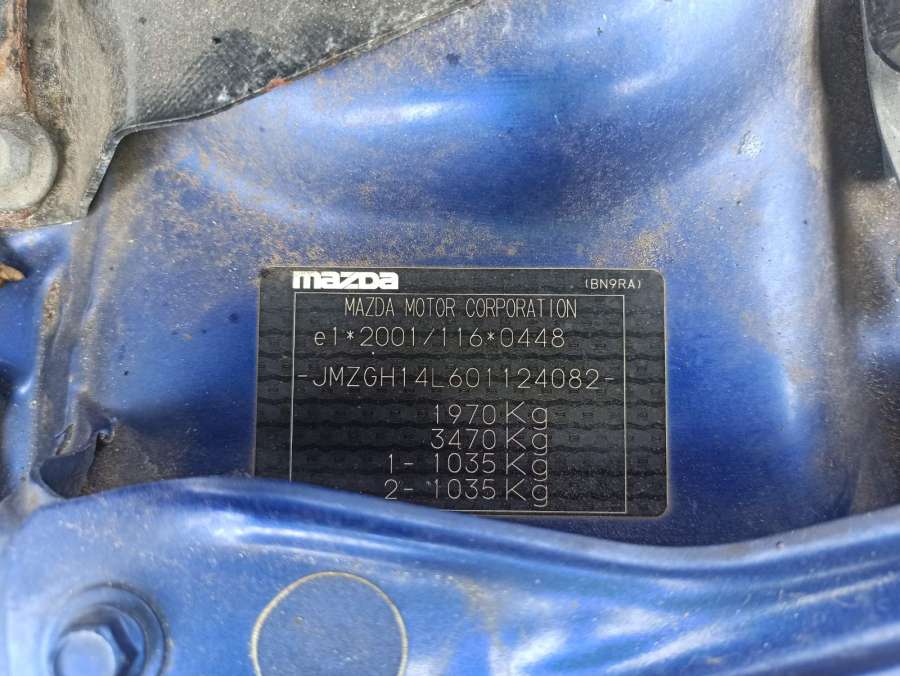 mazda (BN9RA)
MAZDA MOTOR CORPORATION
e1*2001/116*0448
-JMZGH14L601124082-
1970 Kg
3470 Kg
1- 1035 Kg
2- 1035 Kg